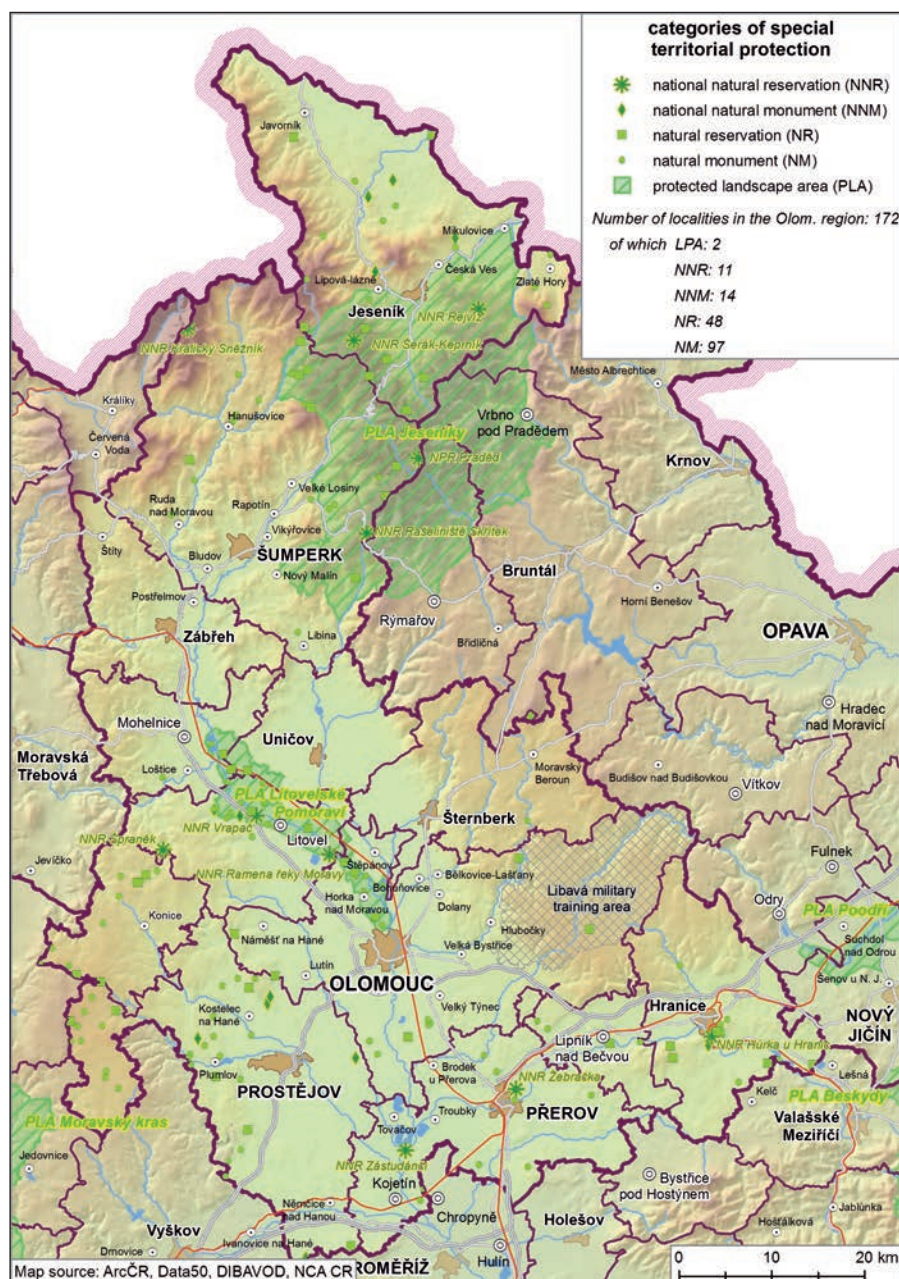 categories of special
territorial protection
national natural reservation (NNR)
national natural monument (NNM)
natural reservation (NR)
natural monument (NM)
protected landscape area (PLA)
Number of localities in the Olom. region: 172
of which LPA: 2
NNR: 11
NNM: 14
NR: 48
NM: 97
Javorník
Mikulovice
Česká Ves
Zlaté Hory
Lipová-lázně
Jeseník
NNR Rejvíz
NNR Králický Sněžník
NNR Šerák-Keprník
Město Albrechtice
Králíky
Hanušovice
Vrbno
pod Pradědem
Červená
Voda
PLA Jeseníky
NPR Praděd
Krnov
Velké Losiny
Ruda
nad Moravou
Rapotín
Vikýřovice
NNR Rašeliniště Skřítek
Štíty
Bludov
ŠUMPERK
Nový Malín
Bruntál
Postřelmov
Rýmařov
Horní Benešov
Zábřeh
Libina
Břidličná
OPAVA
Hradec
nad Moravicí
Mohelnice
Uničov
Moravská
Třebová
Loštice
Moravský
Beroun
Budišov nad Budišovkou
Vítkov
PLA Litovelské
Pomoraví
NNR Vrapač
Litovel
Šternberk
NNR Špraněk
Jevíčko
Štěpánov
NNR Ramena řeky Moravy
Bohuňovice
Bělkovice-Lašťany
Fulnek
Horka
nad Moravou
Dolany
Libavá military
training area
Odry
Konice
Hlubočky
PLA Poodří
Náměšť na Hané
Velká Bystřice
Suchdol
nad Odrou
Lutín
OLOMOUC
Šenov u N. J.
Kostelec
na Hané
Velký Týnec
Hranice
NOVÝ
JIČÍN
Lipník
nad Bečvou
NNR Hůrka u Hranic
Plumlov
Brodek
u Přerova
Lešná
PROSTĚJOV
NNR Žebračka
Kelč
PLA Beskydy
PLA Moravský kras
Troubky
PŘEROV
Tovačov
Valašské
Meziříčí
Jedovnice
NNR Zástudánčí
Bystřice
pod Hostýnem
Kojetín
Němčice
nad Hanou
Chropyně
Holešov
Jablůnka
Vyškov
Hošťálková
Drnovice
Ivanovice na Hané
ROMĚŘÍŽ
Hulín
0 10 20 km
Map source: ArcČR, Data50, DIBAVOD, NCA CR